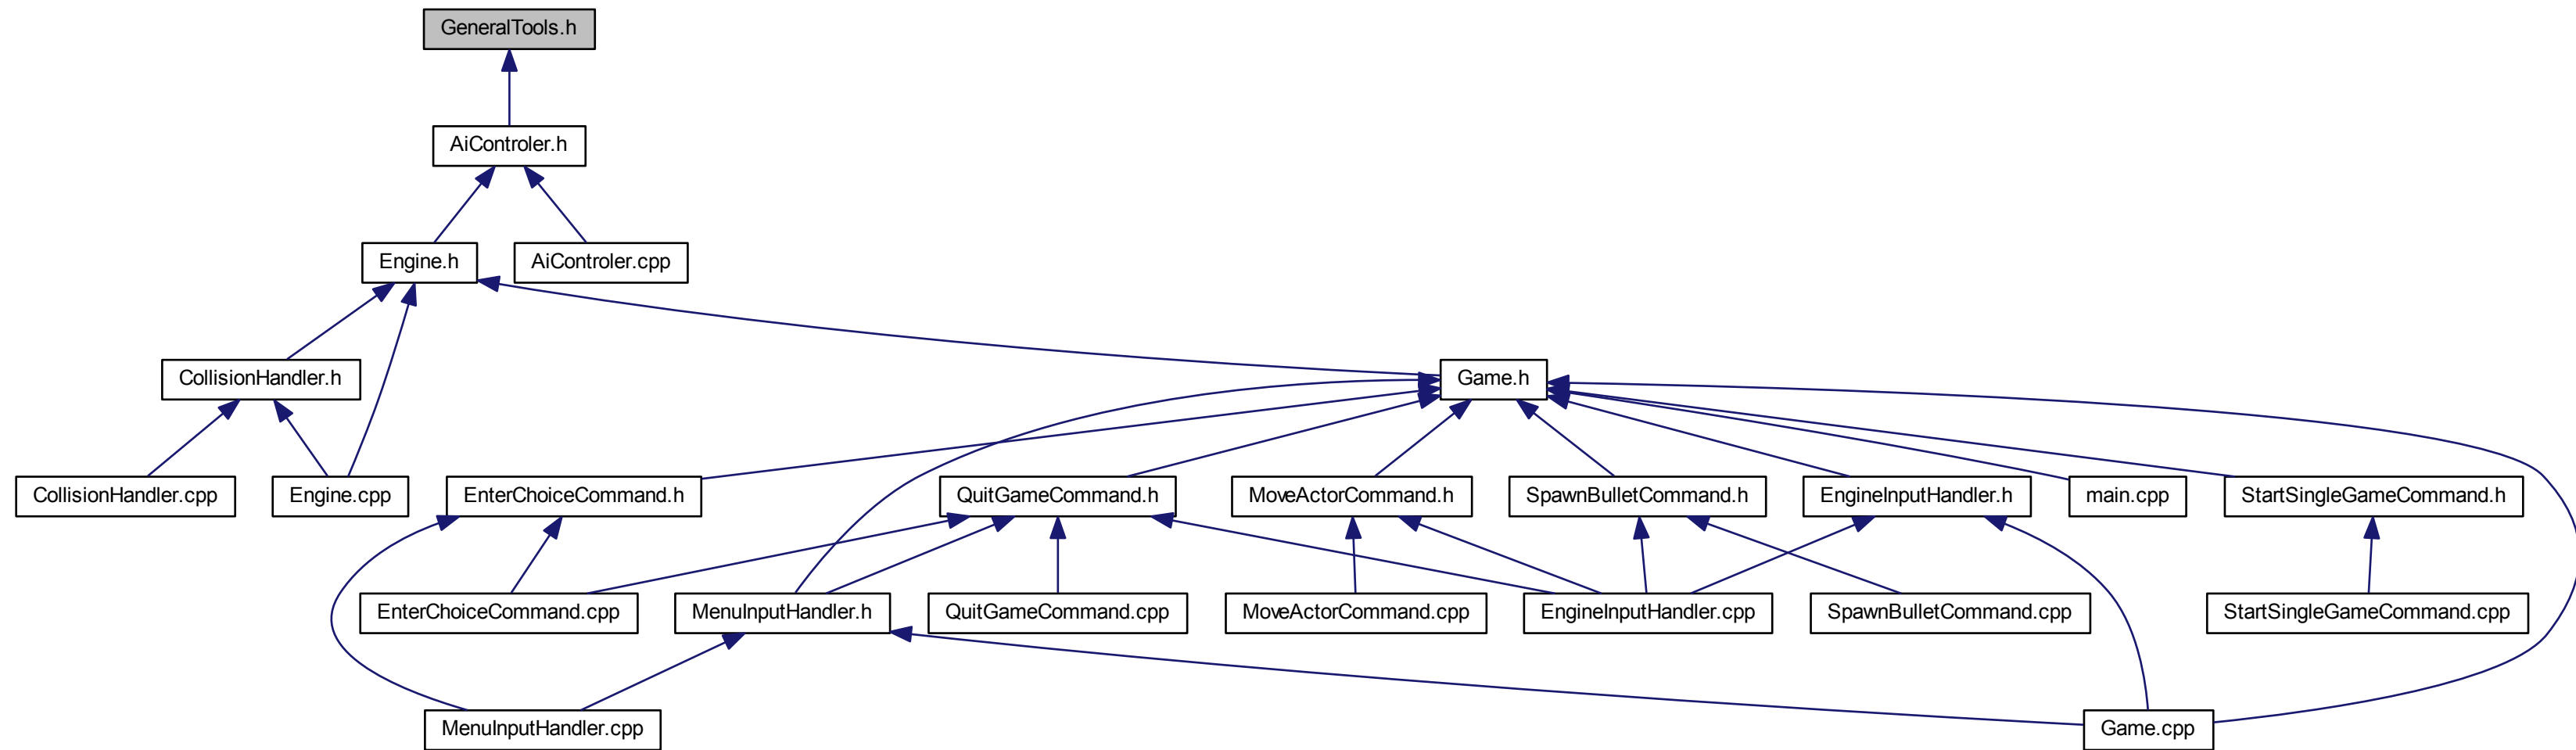 GeneralTools.h
AiControler.h
Engine.h
AiControler.cpp
CollisionHandler.h
Game.h
CollisionHandler.cpp
Engine.cpp
EnterChoiceCommand.h
QuitGameCommand.h
MoveActorCommand.h
SpawnBulletCommand.h
EngineInputHandler.h
main.cpp
StartSingleGameCommand.h
EnterChoiceCommand.cpp
MenuInputHandler.h
QuitGameCommand.cpp
MoveActorCommand.cpp
EngineInputHandler.cpp
SpawnBulletCommand.cpp
StartSingleGameCommand.cpp
MenuInputHandler.cpp
Game.cpp